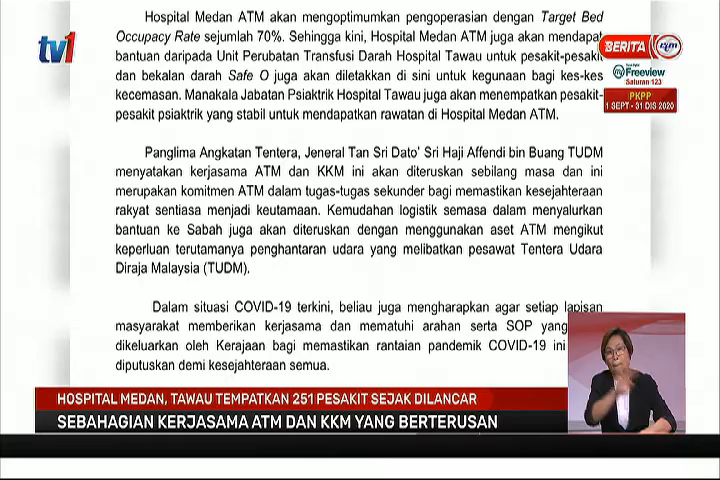 Hospital Medan ATM akan mengoptimumkan pengoperasian dengan Target Bed
Occupacy Rate sejumlah 70%. Sehingga kini, Hospital Medan ATM juga akan mendapat
bantuan daripada Unit Perubatan Transfusi Darah Hospital Tawau untuk pesakit-pesakit
dan bekalan darah Safe O juga akan diletakkan di sini untuk kegunaan bagi kes-kes
kecemasan. Manakala Jabatan Psiaktrik Hospital Tawau juga akan menempatkan pesakit-
pesakit psiaktrik yang stabil untuk mendapatkan rawatan di Hospital Medan ATM.
Panglima Angkatan Tentera, Jeneral Tan Sri Dato' Sri Haji Affendi bin Buang TUDM
menyatakan kerjasama ATM dan KKM ini akan diteruskan sebilang masa dan ini
merupakan komitmen ATM dalam tugas-tugas sekunder bagi memastikan kesejahteraan
rakyat sentiasa menjadi keutamaan. Kemudahan logistik semasa dalam menyalurkan
bantuan ke Sabah juga akan diteruskan dengan menggunakan aset ATM mengikut
keperluan terutamanya penghantaran udara yang melibatkan pesawat Tentera Udara
Diraja Malaysia (TUDM).
Dalam situasi COVID-19 terkini, beliau juga mengharapkan agar setiap lapisan
masyarakat memberikan kerjasama dan mematuhi arahan serta SOP yang
dikeluarkan oleh Kerajaan bagi memastikan rantaian pandemik COVID-19 ini
diputuskan demi kesejahteraan semua.
tv1
BERITA rtm
Freeview
Saluran 123
PKPP
1 SEPT - 31 DIS 2020
HOSPITAL MEDAN, TAWAU TEMPATKAN 251 PESAKIT SEJAK DILANCAR
SEBAHAGIAN KERJASAMA ATM DAN KKM YANG BERTERUSAN